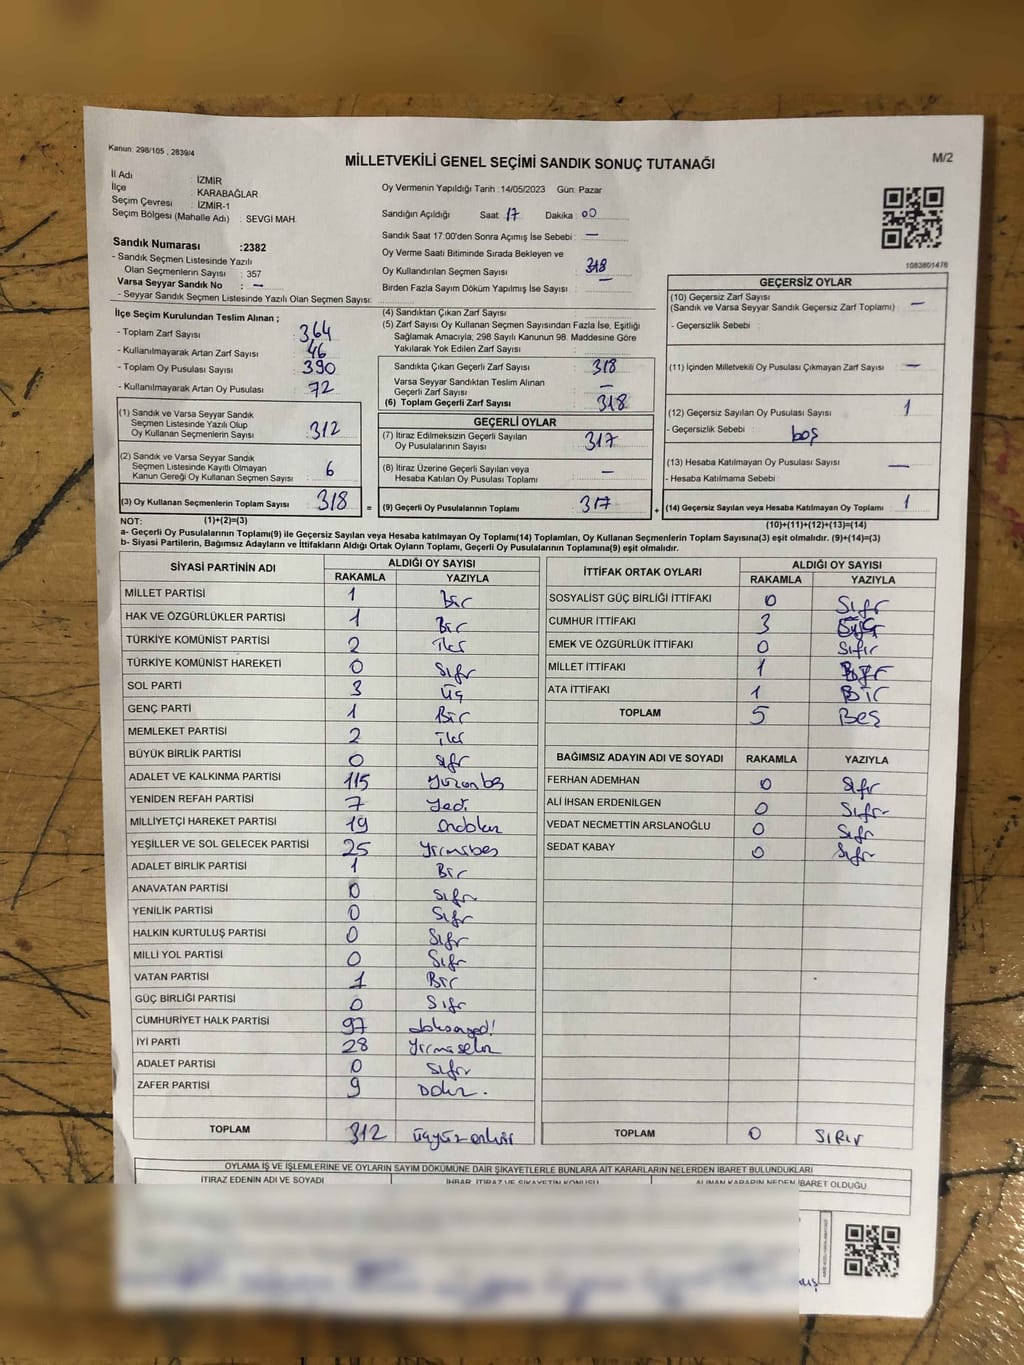 Kanun: 298/105 , 2839/4
MİLLETVEKİLİ GENEL SEÇİMİ SANDIK SONUÇ TUTANAĞI
M/2
İl Adı : İZMİR
İlçe : KARABAĞLAR
Seçim Çevresi : İZMİR-1
Seçim Bölgesi (Mahalle Adı) : SEVGİ MAH.
Sandık Numarası :2382
- Sandık Seçmen Listesinde Yazılı
Olan Seçmenlerin Sayısı : 357
Varsa Seyyar Sandık No : —
- Seyyar Sandık Seçmen Listesinde Yazılı Olan Seçmen Sayısı:
Oy Vermenin Yapıldığı Tarih :14/05/2023 Gün: Pazar
Sandığın Açıldığı Saat 17 Dakika : 00
Sandık Saat 17:00'den Sonra Açımış İse Sebebi : —
Oy Verme Saati Bitiminde Sırada Bekleyen ve
Oy Kullandırılan Seçmen Sayısı : 318
Birden Fazla Sayım Döküm Yapılmış İse Sayısı : —
1083801476
İlçe Seçim Kurulundan Teslim Alınan ;
- Toplam Zarf Sayısı : 364
- Kullanılmayarak Artan Zarf Sayısı : 46
- Toplam Oy Pusulası Sayısı : 390
- Kullanılmayarak Artan Oy Pusulası : 72
(1) Sandık ve Varsa Seyyar Sandık
Seçmen Listesinde Yazılı Olup
Oy Kullanan Seçmenlerin Sayısı : 312
(2) Sandık ve Varsa Seyyar Sandık
Seçmen Listesinde Kayıtlı Olmayan
Kanun Gereği Oy Kullanan Seçmen Sayısı : 6
(3) Oy Kullanan Seçmenlerin Toplam Sayısı : 318 =
(4) Sandıktan Çıkan Zarf Sayısı :
(5) Zarf Sayısı Oy Kullanan Seçmen Sayısından Fazla İse, Eşitliği
Sağlamak Amacıyla; 298 Sayılı Kanunun 98. Maddesine Göre
Yakılarak Yok Edilen Zarf Sayısı :
Sandıkta Çıkan Geçerli Zarf Sayısı : 318
Varsa Seyyar Sandıktan Teslim Alınan
Geçerli Zarf Sayısı : —
(6) Toplam Geçerli Zarf Sayısı : 318
GEÇERLİ OYLAR
(7) İtiraz Edilmeksizin Geçerli Sayılan
Oy Pusulalarının Sayısı : 317
(8) İtiraz Üzerine Geçerli Sayılan veya
Hesaba Katılan Oy Pusulası Toplamı : —
(9) Geçerli Oy Pusulalarının Toplamı : 317 +
GEÇERSİZ OYLAR
(10) Geçersiz Zarf Sayısı
(Sandık ve Varsa Seyyar Sandık Geçersiz Zarf Toplamı) : —
- Geçersizlik Sebebi :
(11) İçinden Milletvekili Oy Pusulası Çıkmayan Zarf Sayısı : —
(12) Geçersiz Sayılan Oy Pusulası Sayısı : 1
- Geçersizlik Sebebi : boş
(13) Hesaba Katılmayan Oy Pusulası Sayısı : —
- Hesaba Katılmama Sebebi :
(14) Geçersiz Sayılan veya Hesaba Katılmayan Oy Toplamı : 1
NOT: (1)+(2)=(3)
(10)+(11)+(12)+(13)=(14)
a- Geçerli Oy Pusulalarının Toplamı(9) ile Geçersiz Sayılan veya Hesaba katılmayan Oy Toplamı(14) Toplamları, Oy Kullanan Seçmenlerin Toplam Sayısına(3) eşit olmalıdır. (9)+(14)=(3)
b- Siyasi Partilerin, Bağımsız Adayların ve İttifakların Aldığı Ortak Oyların Toplamı, Geçerli Oy Pusulalarının Toplamına(9) eşit olmalıdır.
SİYASİ PARTİNİN ADI ALDIĞI OY SAYISI
RAKAMLA YAZIYLA
MİLLET PARTİSİ 1 Bir
HAK VE ÖZGÜRLÜKLER PARTİSİ 1 Bir
TÜRKİYE KOMÜNİST PARTİSİ 2 iki
TÜRKİYE KOMÜNİST HAREKETİ 0 Sıfır
SOL PARTİ 3 üç
GENÇ PARTİ 1 Bir
MEMLEKET PARTİSİ 2 iki
BÜYÜK BİRLİK PARTİSİ 0 sıfır
ADALET VE KALKINMA PARTİSİ 115 Yüzonbeş
YENİDEN REFAH PARTİSİ 7 Yedi
MİLLİYETÇİ HAREKET PARTİSİ 19 ondokuz
YEŞİLLER VE SOL GELECEK PARTİSİ 25 Yirmibeş
ADALET BİRLİK PARTİSİ 1 Bir
ANAVATAN PARTİSİ 0 sıfır
YENİLİK PARTİSİ 0 Sıfır
HALKIN KURTULUŞ PARTİSİ 0 Sıfır
MİLLİ YOL PARTİSİ 0 Sıfır
VATAN PARTİSİ 1 Bir
GÜÇ BİRLİĞİ PARTİSİ 0 Sıfır
CUMHURİYET HALK PARTİSİ 97 doksanyedi
İYİ PARTİ 28 Yirmisekiz
ADALET PARTİSİ 0 sıfır
ZAFER PARTİSİ 9 Dokuz.
TOPLAM 312 üçyüzoniki
İTTİFAK ORTAK OYLARI ALDIĞI OY SAYISI
RAKAMLA YAZIYLA
SOSYALİST GÜÇ BİRLİĞİ İTTİFAKI 0 Sıfır
CUMHUR İTTİFAKI 3
EMEK VE ÖZGÜRLÜK İTTİFAKI 0 Sıfır
MİLLET İTTİFAKI 1 Bir
ATA İTTİFAKI 1 Bir
TOPLAM 5 Beş
BAĞIMSIZ ADAYIN ADI VE SOYADI RAKAMLA YAZIYLA
FERHAN ADEMHAN 0 Sıfır
ALİ İHSAN ERDENİLGEN 0 Sıfır
VEDAT NECMETTİN ARSLANOĞLU 0 Sıfır
SEDAT KABAY 0 Sıfır
TOPLAM 0 SIFIR
OYLAMA İŞ VE İŞLEMLERİNE VE OYLARIN SAYIM DÖKÜMÜNE DAİR ŞİKAYETLERLE BUNLARA AİT KARARLARIN NELERDEN İBARET BULUNDUKLARI
İTİRAZ EDENİN ADI VE SOYADI İHBAR, İTİRAZ VE ŞİKAYETİN KONUSU ALINAN KARARIN NEDEN İBARET OLDUĞU